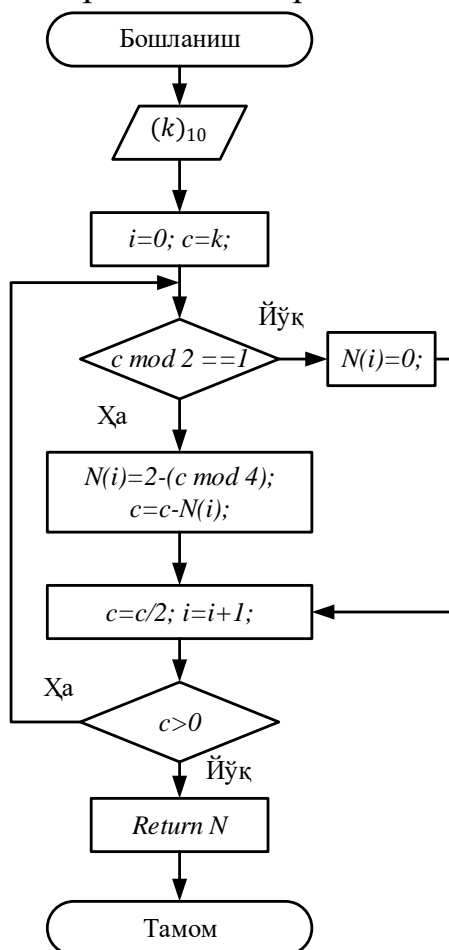 Бошланиш
(k)₁₀
i=0; c=k;
Йўқ
c mod 2 ==1
N(i)=0;
Ҳа
N(i)=2-(c mod 4);
c=c-N(i);
c=c/2; i=i+1;
Ҳа
c>0
Йўқ
Return N
Тамом